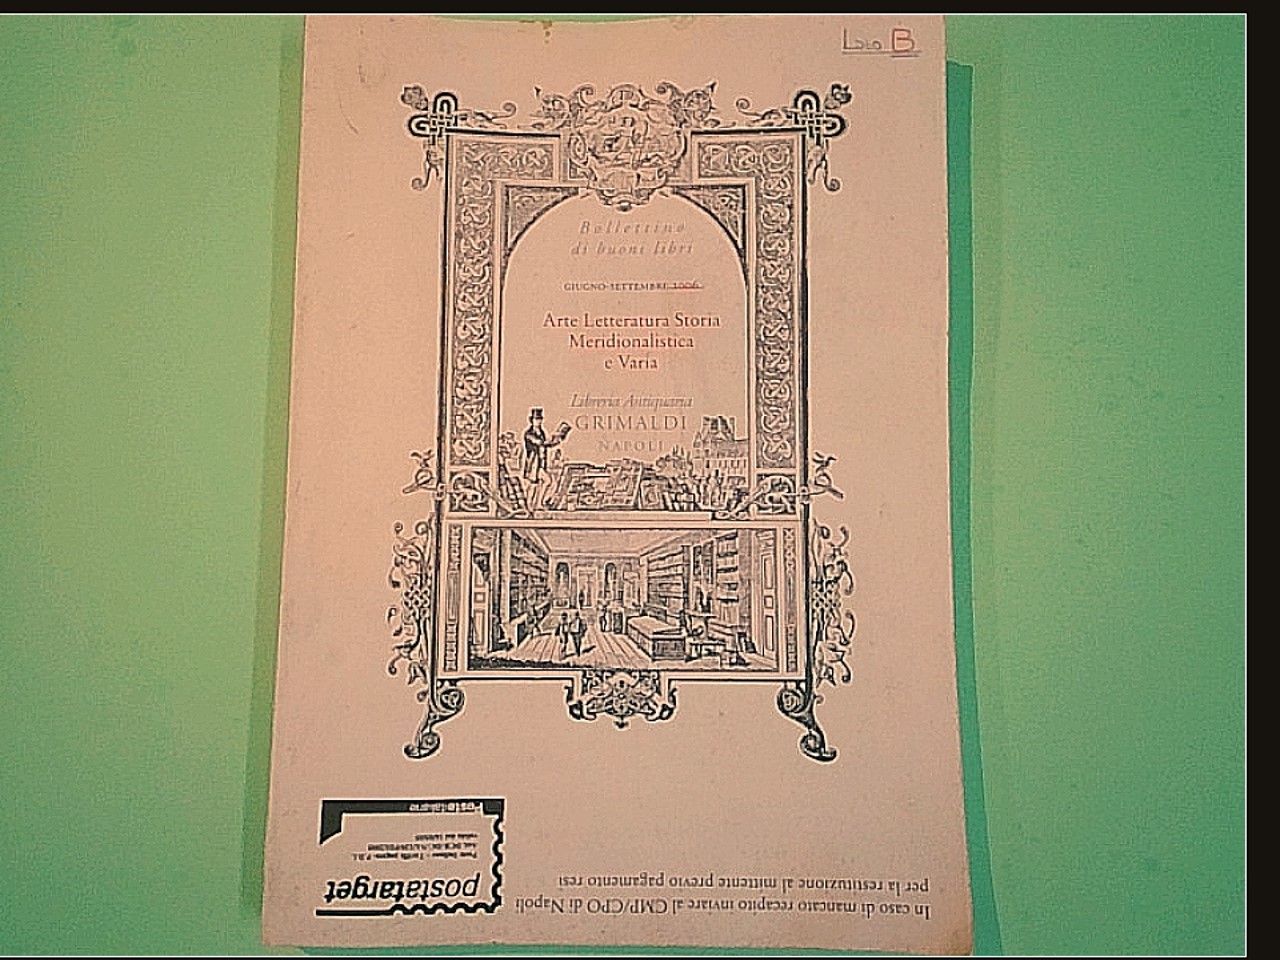 B
Bollettino
di buoni libri
GIUGNO-SETTEMBRE 2006
Arte Letteratura Storia
Meridionalistica
e Varia
Libreria Antiquaria
GRIMALDI
NAPOLI
In caso di mancato recapito inviare al CMP/CPO di Napoli
per la restituzione al mittente previo pagamento resi
postatarget
Posteitaliane